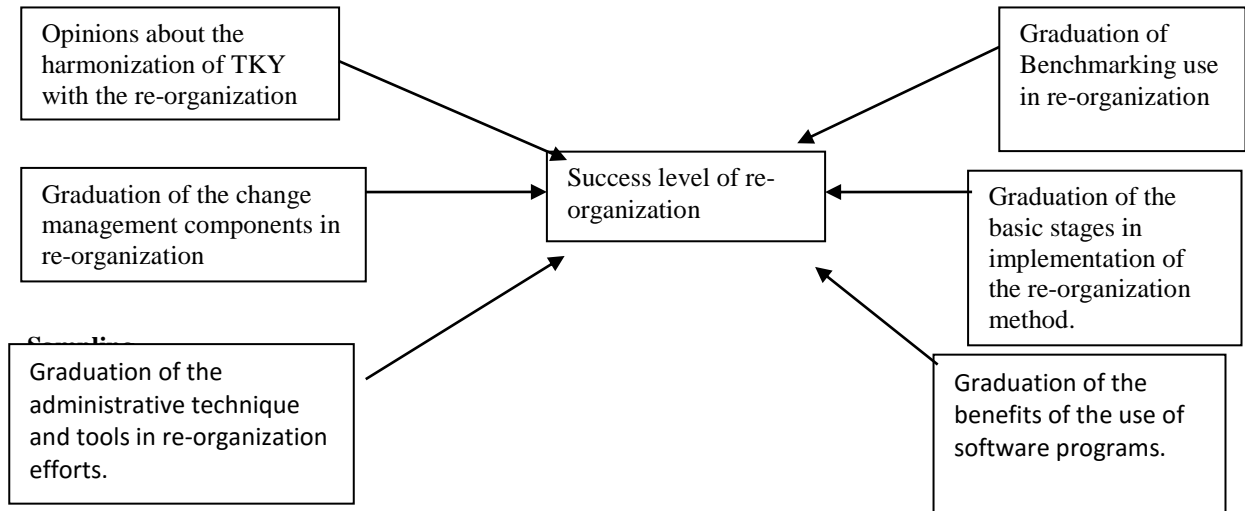 Opinions about the
harmonization of TKY
with the re-organization
Graduation of
Benchmarking use
in re-organization
Success level of re-
organization
Graduation of the change
management components in
re-organization
Graduation of the
basic stages in
implementation of
the re-organization
method.
Graduation of the
administrative technique
and tools in re-organization
efforts.
Graduation of the
benefits of the use of
software programs.